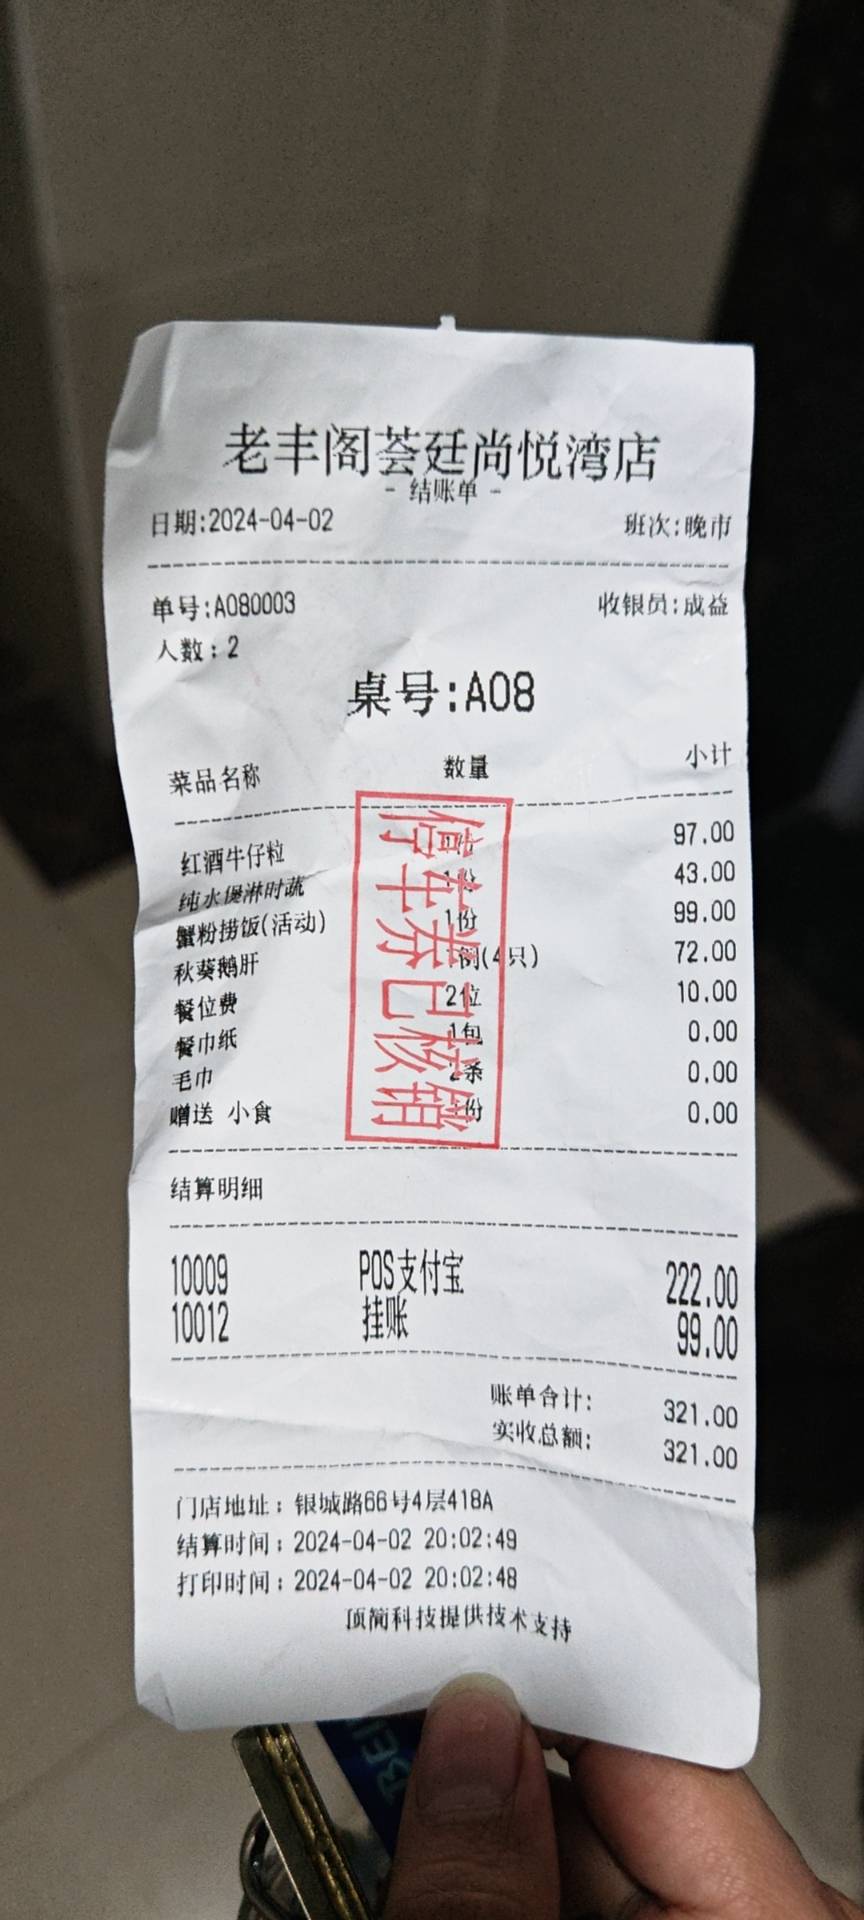 老丰阁荟廷尚悦湾店
- 结账单 -
日期:2024-04-02 班次:晚市
单号:A080003 收银员:成益
人数:2
桌号:A08
菜品名称 数量 小计
红酒牛仔粒 97.00
纯水煲淋时蔬 1份 43.00
蟹粉捞饭(活动) 1份 99.00
秋葵鹅肝 例(4只) 72.00
餐位费 2位 10.00
餐巾纸 1包 0.00
毛巾 2条 0.00
赠送 小食 份 0.00
停车券已核销
结算明细
10009 POS支付宝 222.00
10012 挂账 99.00
账单合计: 321.00
实收总额: 321.00
门店地址:银城路66号4层418A
结算时间:2024-04-02 20:02:49
打印时间:2024-04-02 20:02:48
顶简科技提供技术支持